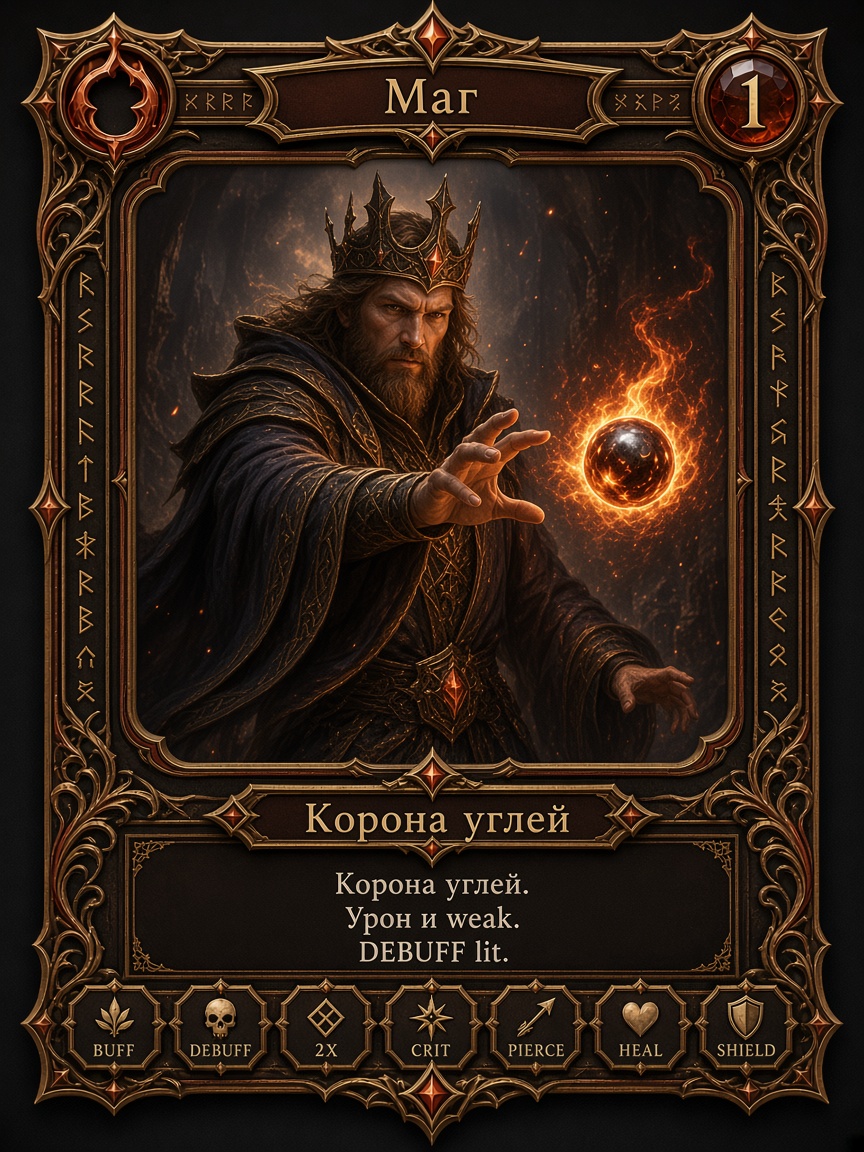 Маг
1
Корона углей
Корона углей.
Урон и weak.
DEBUFF lit.
BUFF
DEBUFF
2X
CRIT
PIERCE
HEAL
SHIELD